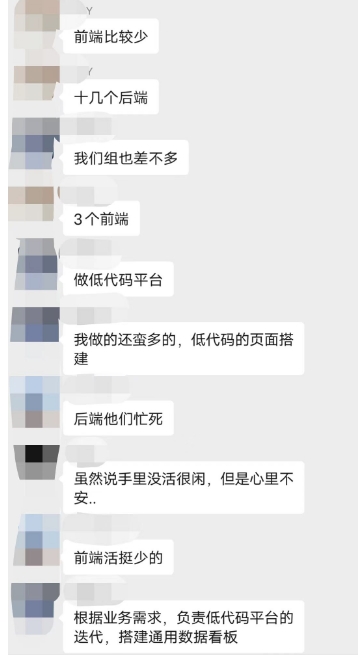 Y
前端比较少
Y
十几个后端
我们组也差不多
3个前端
做低代码平台
我做的还蛮多的，低代码的页面搭
建
后端他们忙死
虽然说手里没活很闲，但是心里不
安..
前端活挺少的
根据业务需求，负责低代码平台的
迭代，搭建通用数据看板